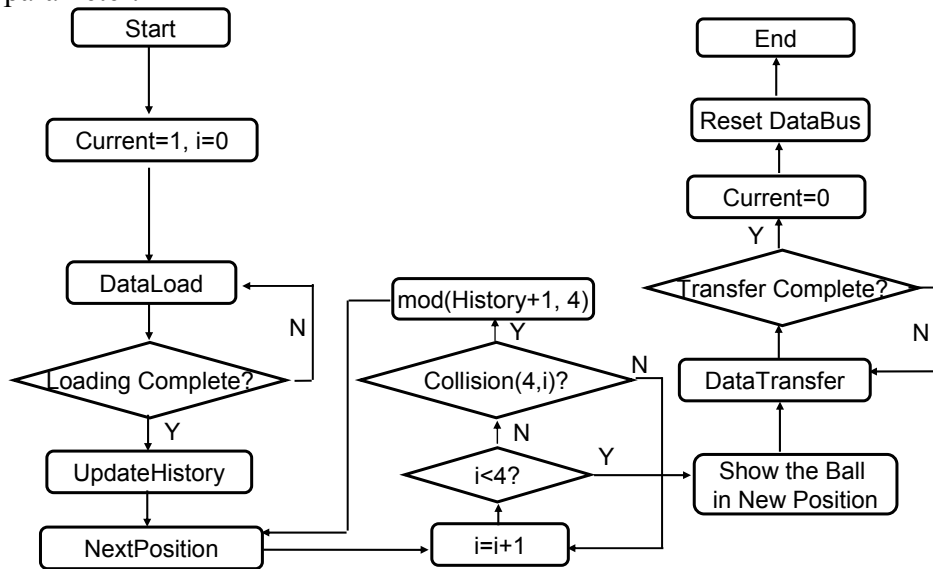 Start
Current=1, i=0
DataLoad
N
Loading Complete?
Y
UpdateHistory
NextPosition
mod(History+1, 4)
Y
Collision(4,i)?
N
N
i<4?
Y
i=i+1
End
Reset DataBus
Current=0
Y
Transfer Complete?
N
DataTransfer
Show the Ball
in New Position